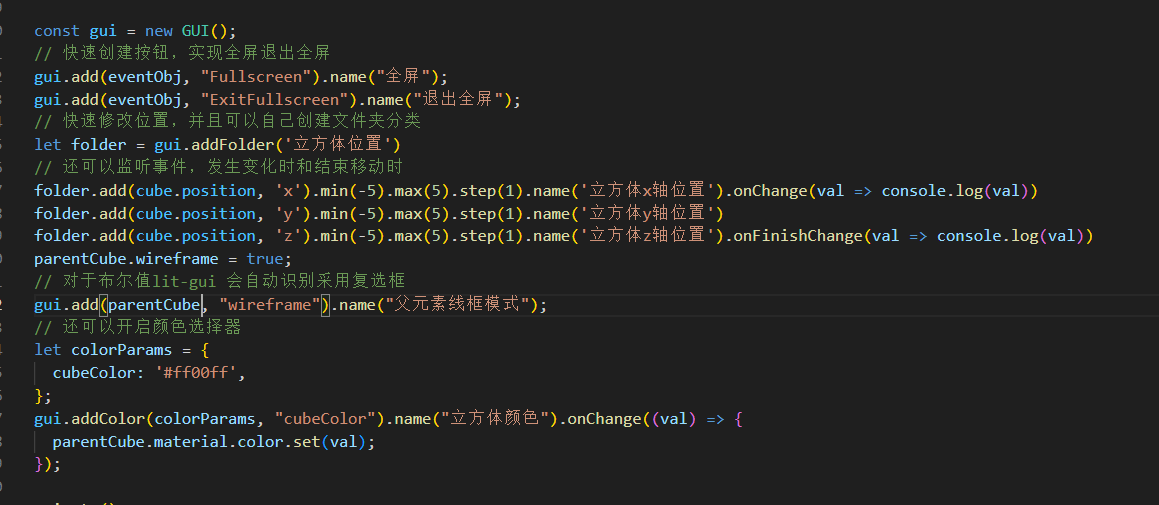 const gui = new GUI();
// 快速创建按钮，实现全屏退出全屏
gui.add(eventObj, "Fullscreen").name("全屏");
gui.add(eventObj, "ExitFullscreen").name("退出全屏");
// 快速修改位置，并且可以自己创建文件夹分类
let folder = gui.addFolder('立方体位置')
// 还可以监听事件，发生变化时和结束移动时
folder.add(cube.position, 'x').min(-5).max(5).step(1).name('立方体x轴位置').onChange(val => console.log(val))
folder.add(cube.position, 'y').min(-5).max(5).step(1).name('立方体y轴位置')
folder.add(cube.position, 'z').min(-5).max(5).step(1).name('立方体z轴位置').onFinishChange(val => console.log(val))
parentCube.wireframe = true;
// 对于布尔值lit-gui 会自动识别采用复选框
gui.add(parentCube, "wireframe").name("父元素线框模式");
// 还可以开启颜色选择器
let colorParams = {
  cubeColor: '#ff00ff',
};
gui.addColor(colorParams, "cubeColor").name("立方体颜色").onChange((val) => {
  parentCube.material.color.set(val);
});